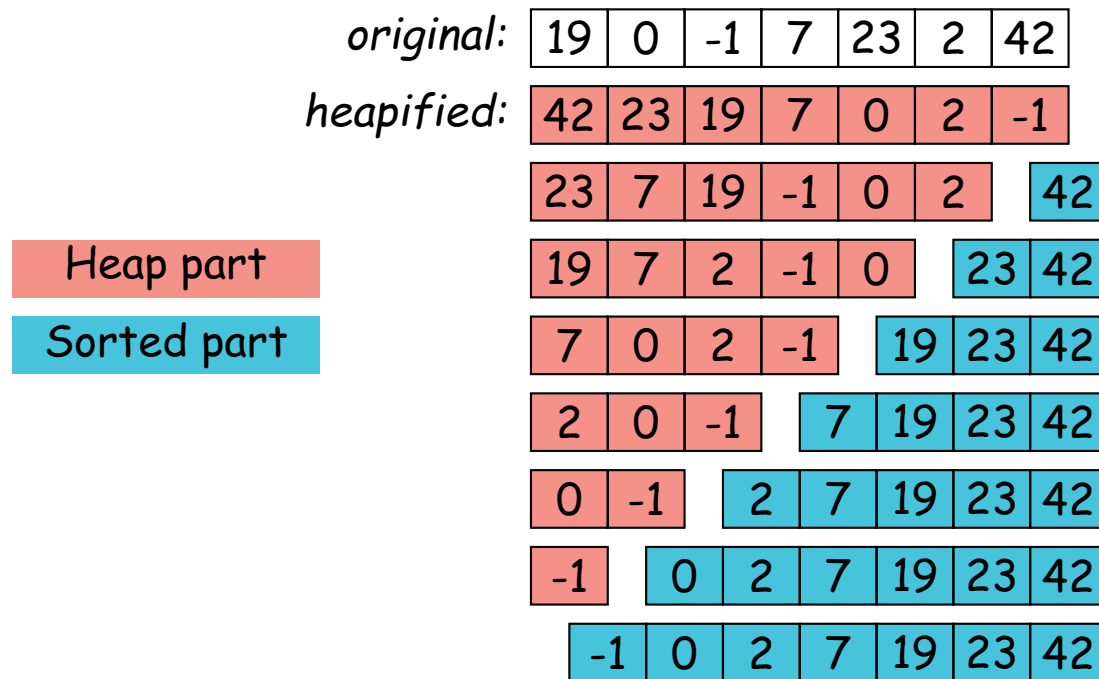 original: 19 0 -1 7 23 2 42
heapified: 42 23 19 7 0 2 -1
23 7 19 -1 0 2 42
Heap part 19 7 2 -1 0 23 42
Sorted part 7 0 2 -1 19 23 42
2 0 -1 7 19 23 42
0 -1 2 7 19 23 42
-1 0 2 7 19 23 42
-1 0 2 7 19 23 42